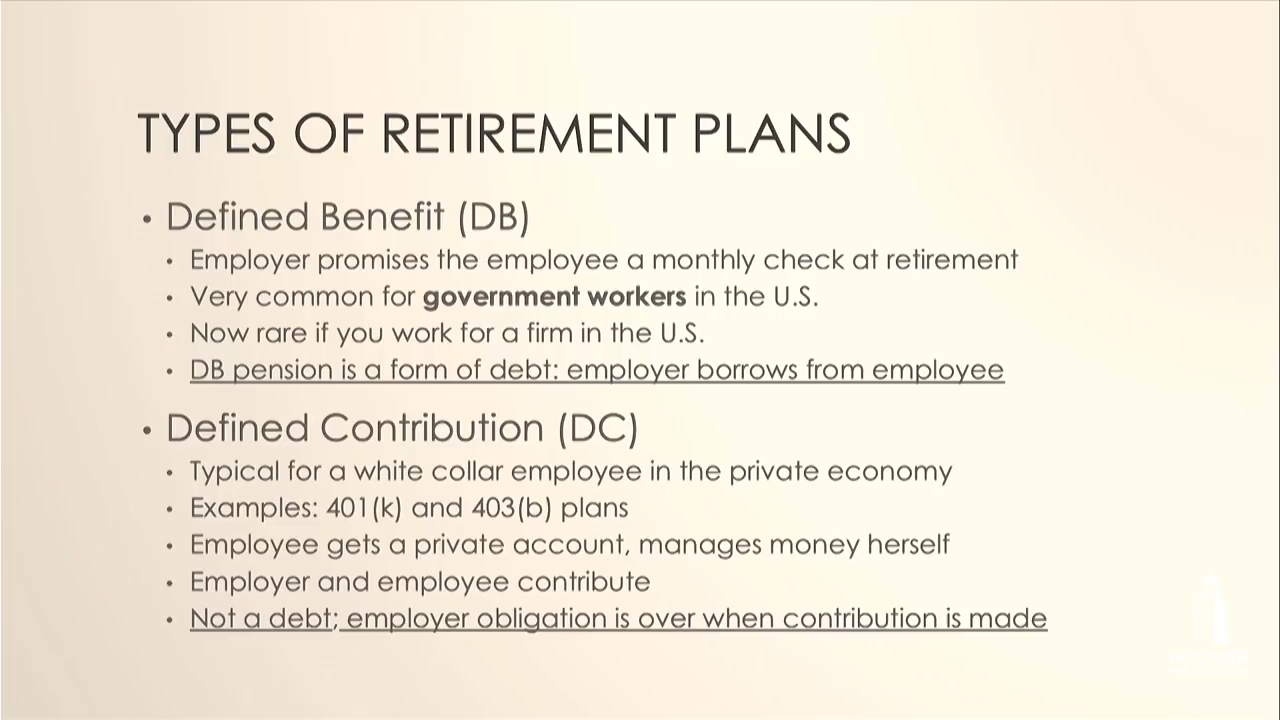 TYPES OF RETIREMENT PLANS
• Defined Benefit (DB)
• Employer promises the employee a monthly check at retirement
• Very common for government workers in the U.S.
• Now rare if you work for a firm in the U.S.
• DB pension is a form of debt: employer borrows from employee
• Defined Contribution (DC)
• Typical for a white collar employee in the private economy
• Examples: 401(k) and 403(b) plans
• Employee gets a private account, manages money herself
• Employer and employee contribute
• Not a debt; employer obligation is over when contribution is made